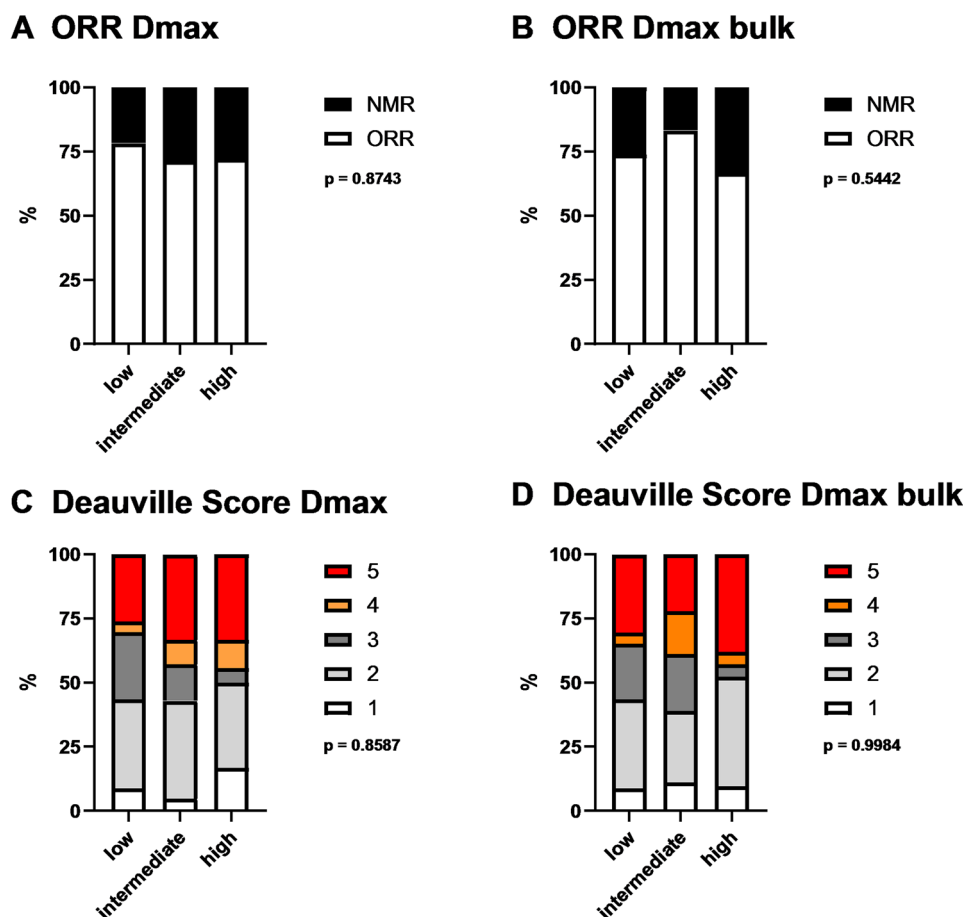 A ORR Dmax
100
75
50
25
0
%
low
intermediate
high
NMR
ORR
p = 0.8743
B ORR Dmax bulk
100
75
50
25
0
%
low
intermediate
high
NMR
ORR
p = 0.5442
C Deauville Score Dmax
100
75
50
25
0
%
low
intermediate
high
5
4
3
2
1
p = 0.8587
D Deauville Score Dmax bulk
100
75
50
25
0
%
low
intermediate
high
5
4
3
2
1
p = 0.9984